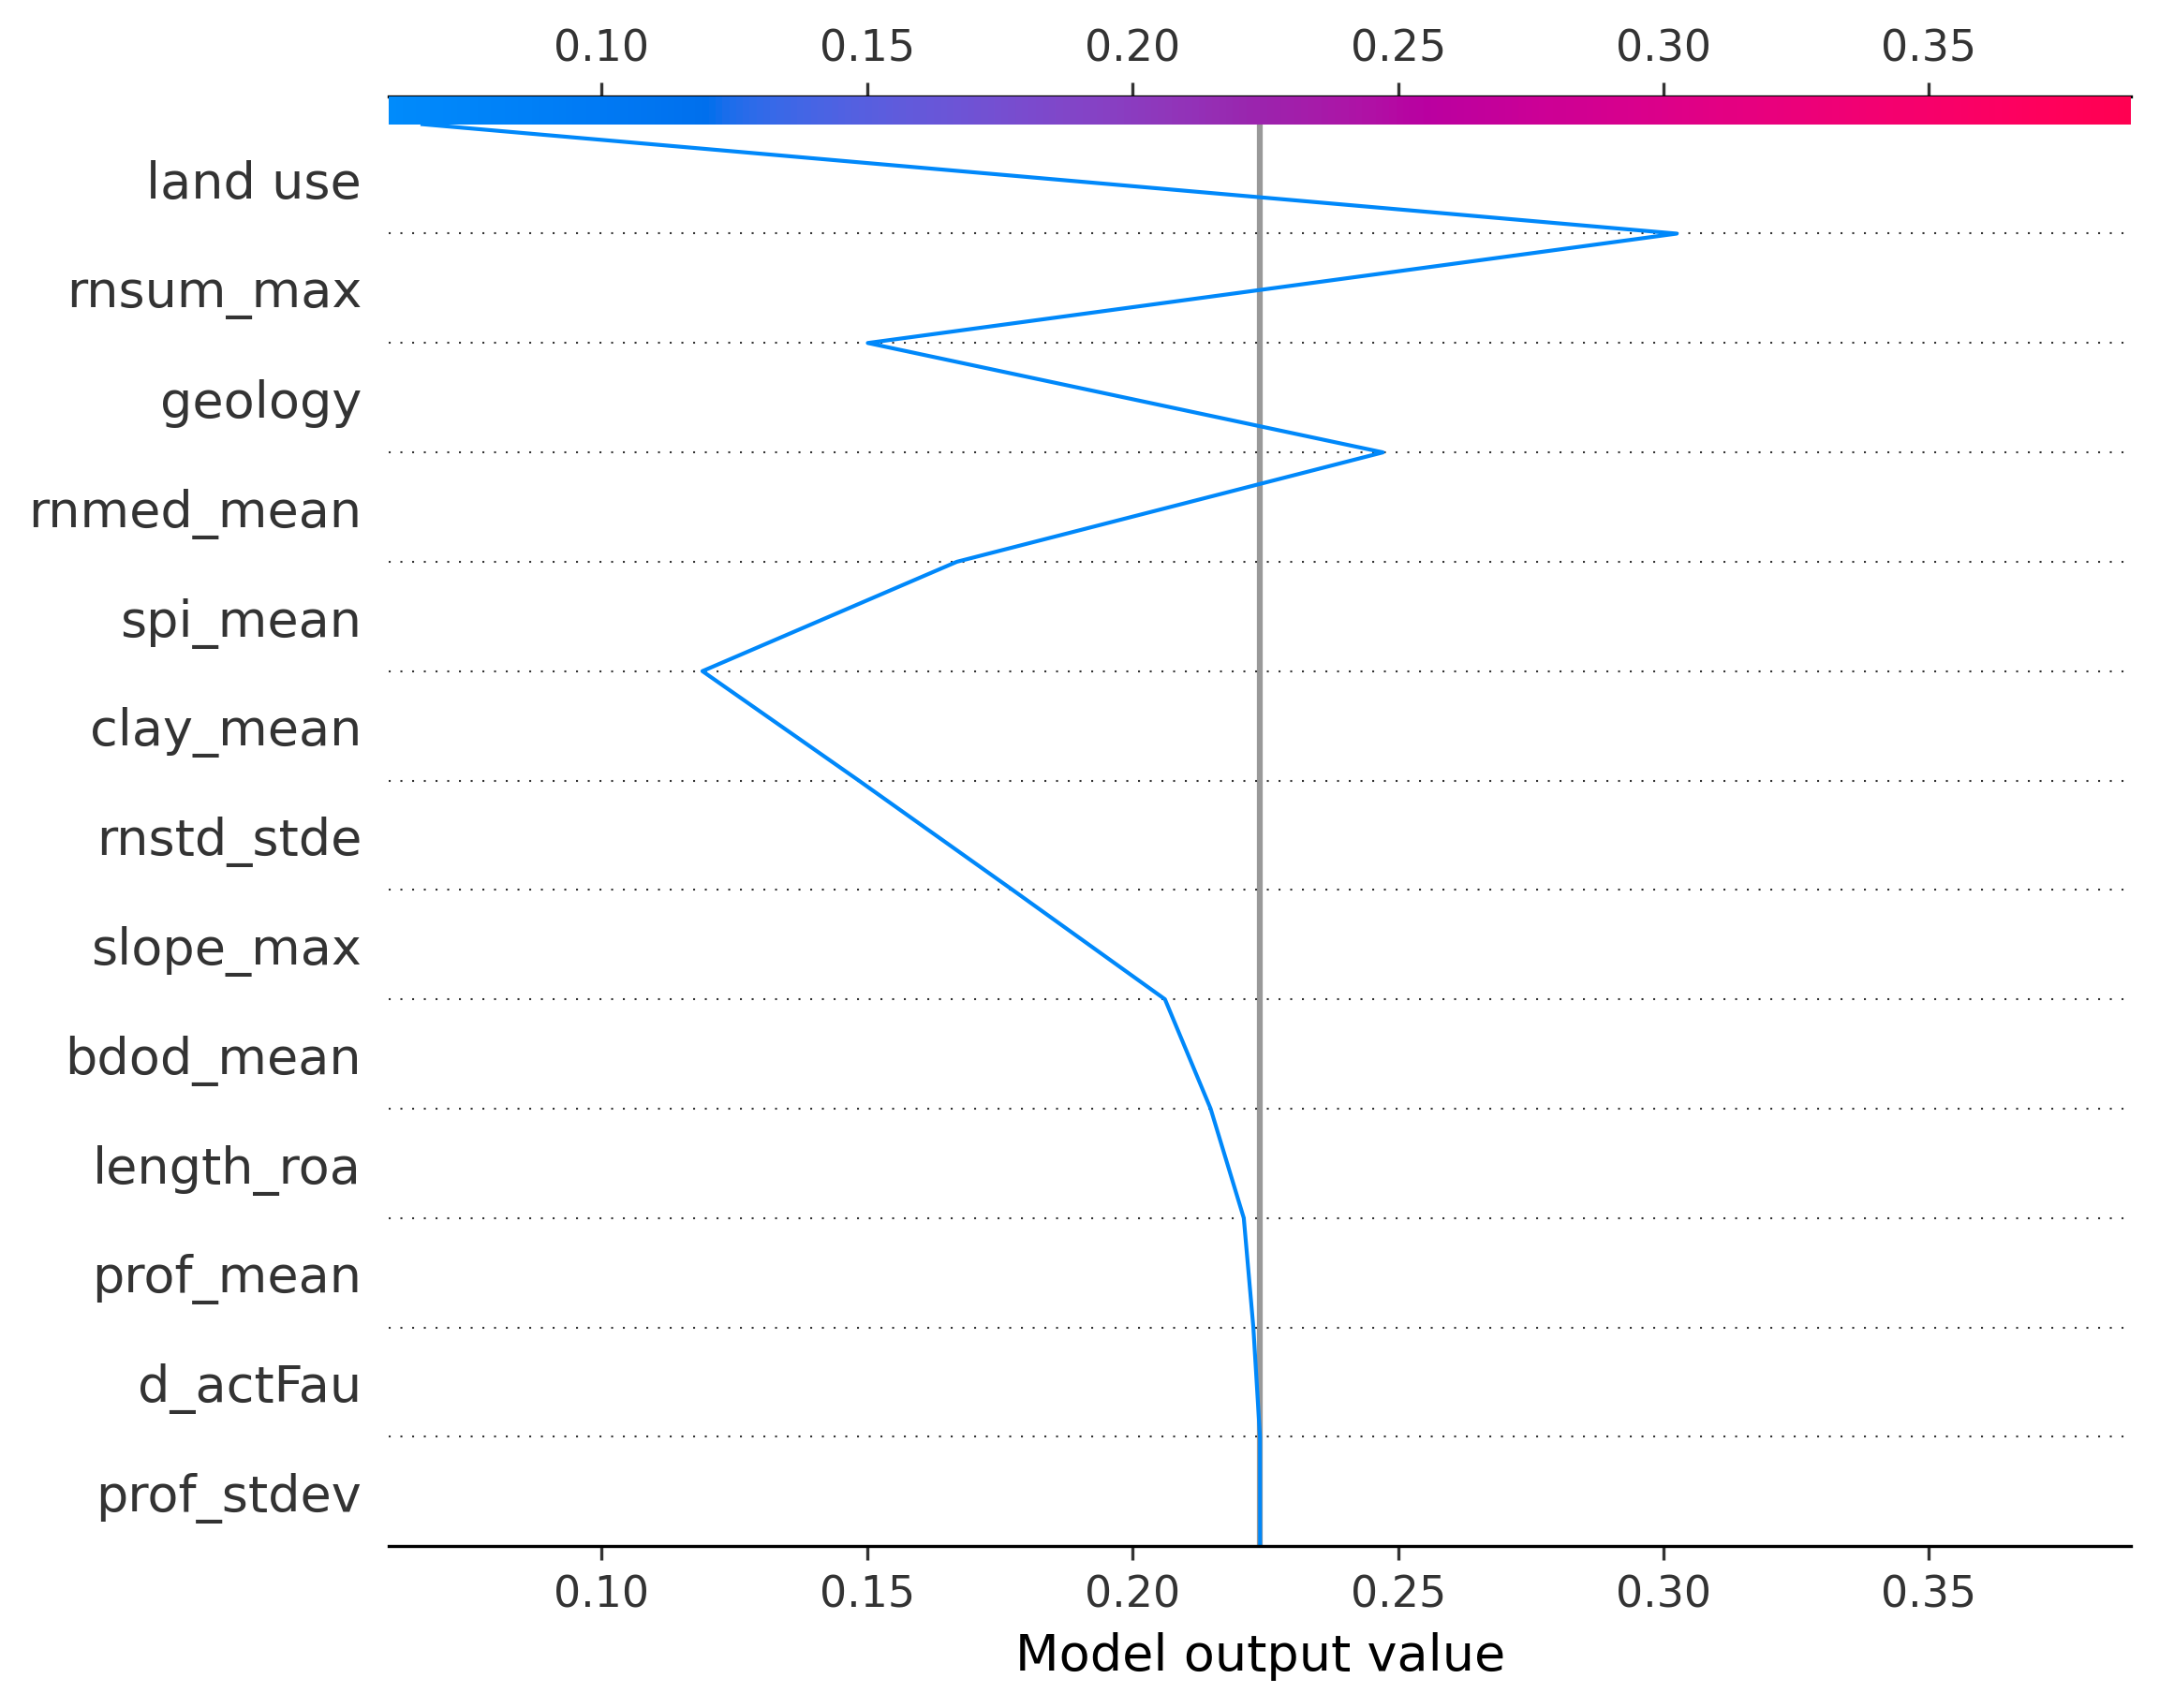 0.10 0.15 0.20 0.25 0.30 0.35
land use
rnsum_max
geology
rnmed_mean
spi_mean
clay_mean
rnstd_stde
slope_max
bdod_mean
length_roa
prof_mean
d_actFau
prof_stdev
0.10 0.15 0.20 0.25 0.30 0.35
Model output value